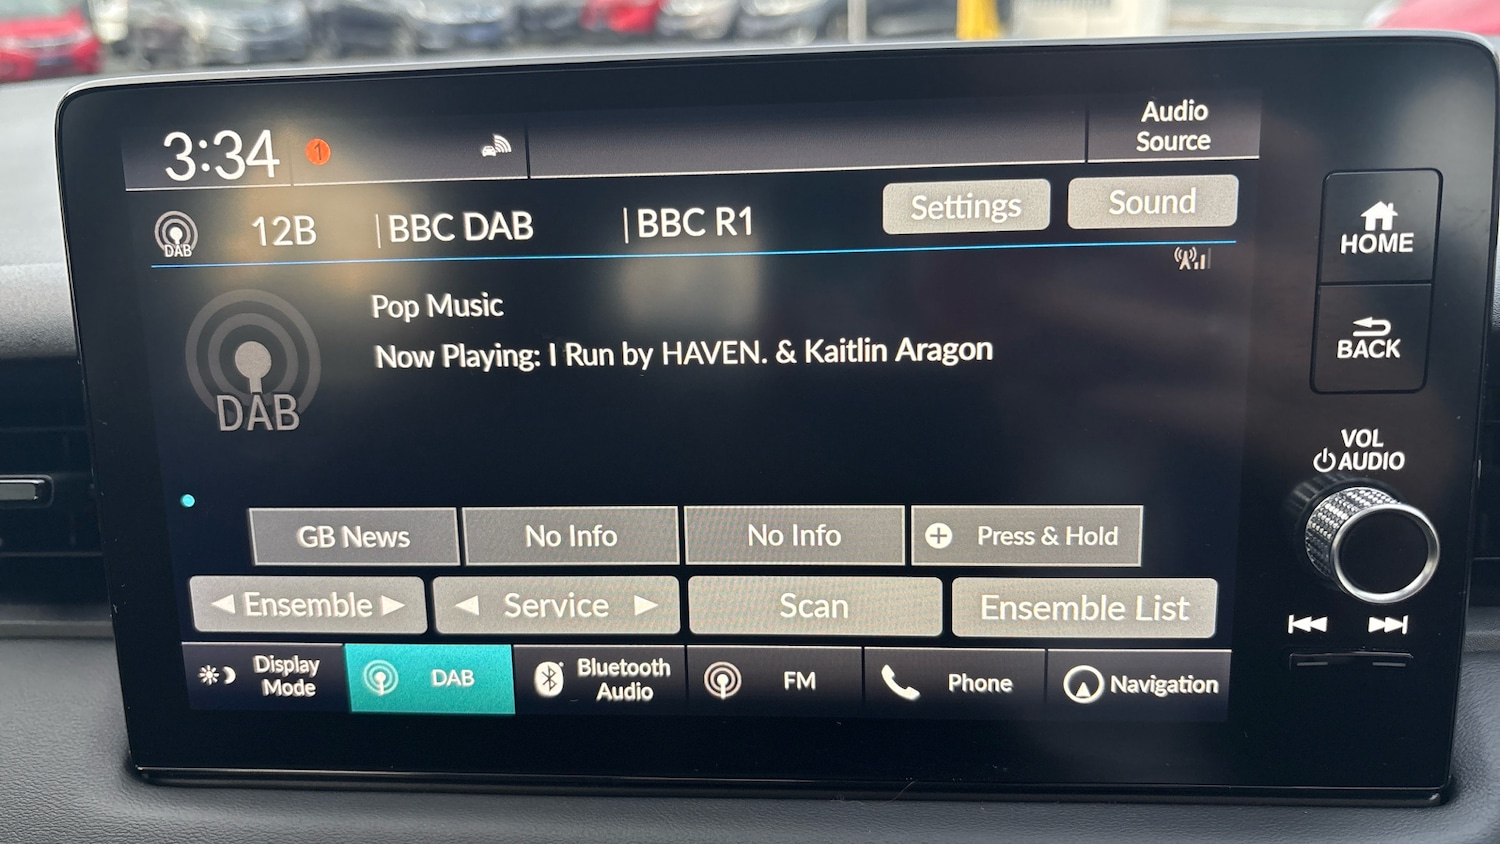 3:34
1
Audio
Source
DAB
12B
BBC DAB
BBC R1
Settings
Sound
Pop Music
Now Playing: I Run by HAVEN. & Kaitlin Aragon
DAB
GB News
No Info
No Info
Press & Hold
Ensemble
Service
Scan
Ensemble List
Display
Mode
DAB
Bluetooth
Audio
FM
Phone
Navigation
HOME
BACK
VOL
AUDIO